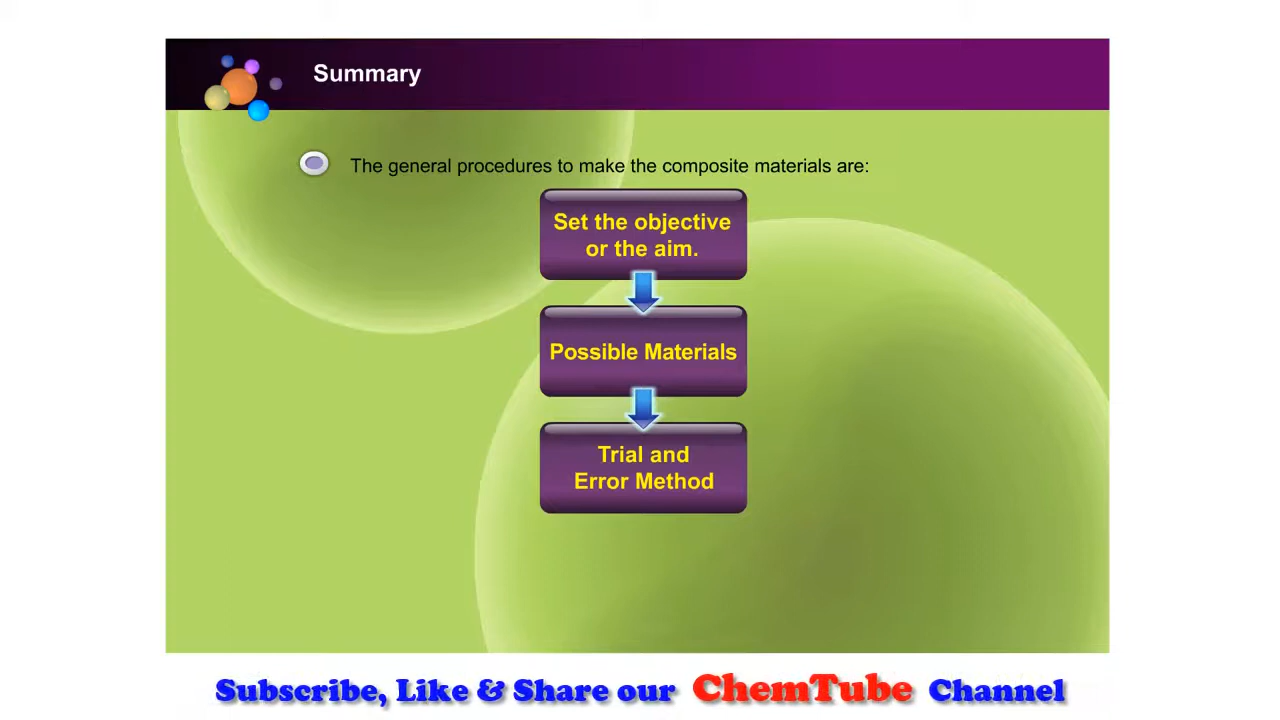 Summary
The general procedures to make the composite materials are:
Set the objective
or the aim.
Possible Materials
Trial and
Error Method
Subscribe, Like & Share our ChemTube Channel